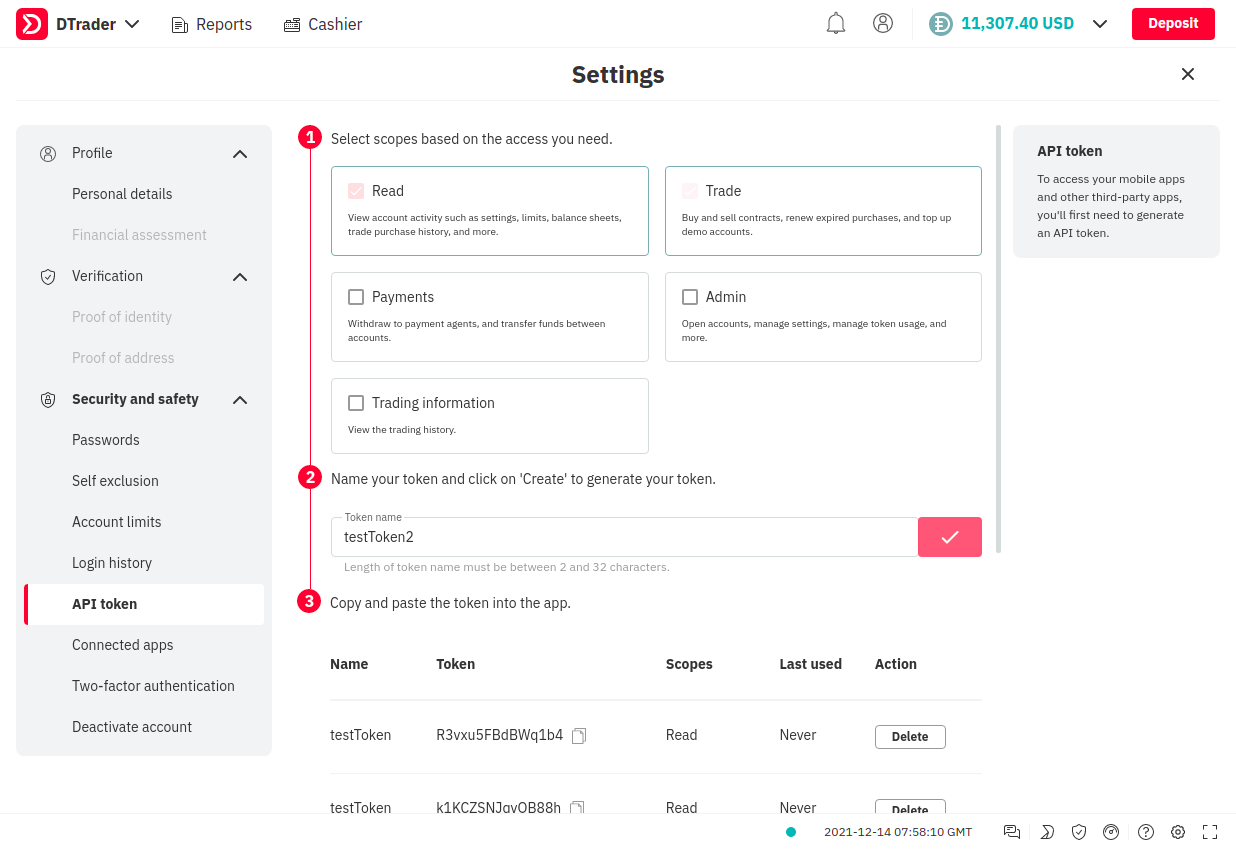 DTrader
Reports
Cashier
11,307.40 USD
Deposit
Settings
Profile
Personal details
Financial assessment
Verification
Proof of identity
Proof of address
Security and safety
Passwords
Self exclusion
Account limits
Login history
API token
Connected apps
Two-factor authentication
Deactivate account
1 Select scopes based on the access you need.
Read
View account activity such as settings, limits, balance sheets,
trade purchase history, and more.
Trade
Buy and sell contracts, renew expired purchases, and top up
demo accounts.
Payments
Withdraw to payment agents, and transfer funds between
accounts.
Admin
Open accounts, manage settings, manage token usage, and
more.
Trading information
View the trading history.
2 Name your token and click on 'Create' to generate your token.
Token name
testToken2
Length of token name must be between 2 and 32 characters.
3 Copy and paste the token into the app.
Name Token Scopes Last used Action
testToken R3vxu5FBdBWq1b4 Read Never Delete
testToken k1KCZSNJgvOB88h Read Never Delete
API token
To access your mobile apps
and other third-party apps,
you'll first need to generate
an API token.
2021-12-14 07:58:10 GMT